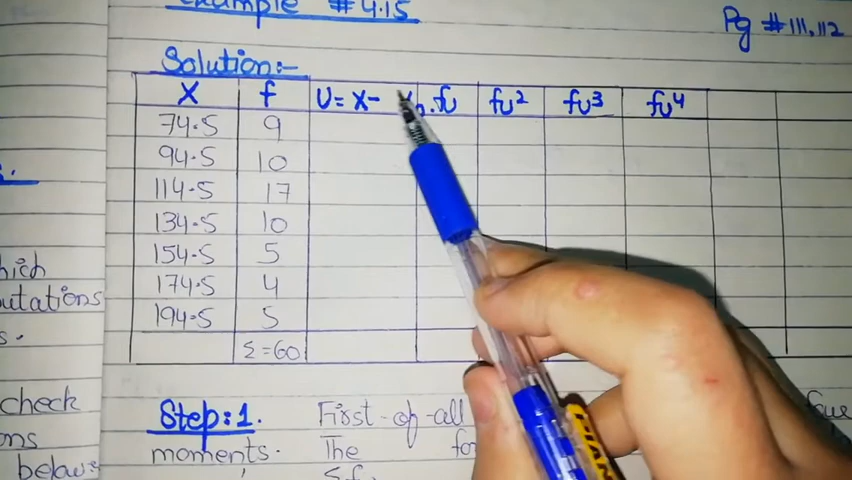 Example #4.15
Pg #111,112
Solution:-
X f U= X- fu fu² fu³ fu⁴
74.5 9
94.5 10
114.5 17
134.5 10
154.5 5
174.5 4
194.5 5
Σ=60
hich
utations
s.
check
ons
below:
Step:1. First-of-all four
moments. The